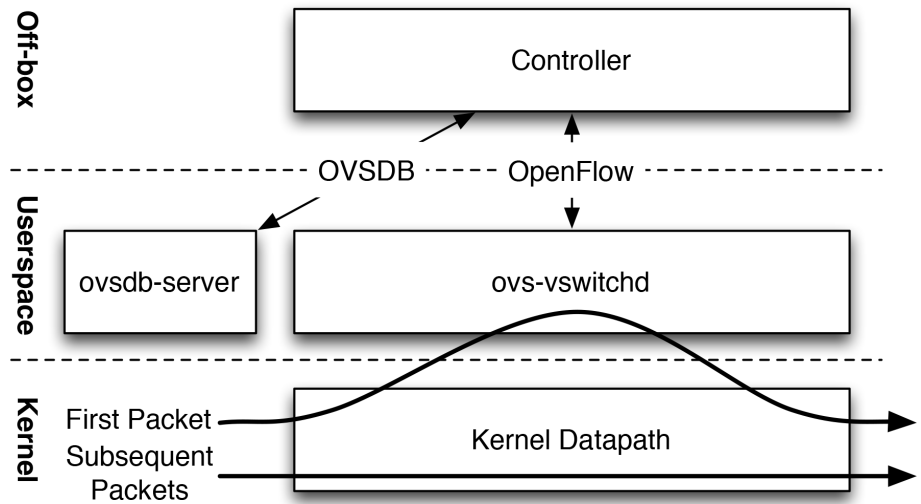 Off-box
Controller
OVSDB
OpenFlow
Userspace
ovsdb-server
ovs-vswitchd
Kernel
First Packet
Kernel Datapath
Subsequent
Packets